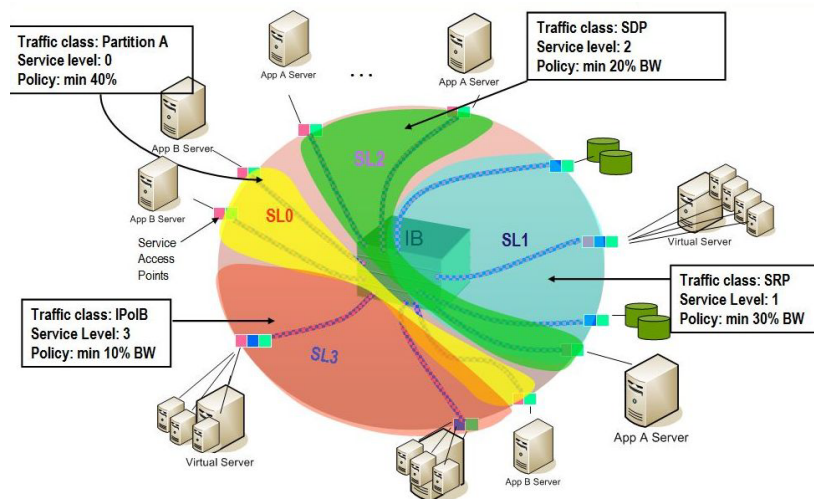 Traffic class: Partition A
Service level: 0
Policy: min 40%
App A Server
...
App A Server
Traffic class: SDP
Service level: 2
Policy: min 20% BW
App B Server
App B Server
Service
Access
Points
SL2
SL0
IB
SL1
SL3
Virtual Server
Traffic class: SRP
Service Level: 1
Policy: min 30% BW
Traffic class: IPoIB
Service Level: 3
Policy: min 10% BW
Virtual Server
App B Server
App A Server